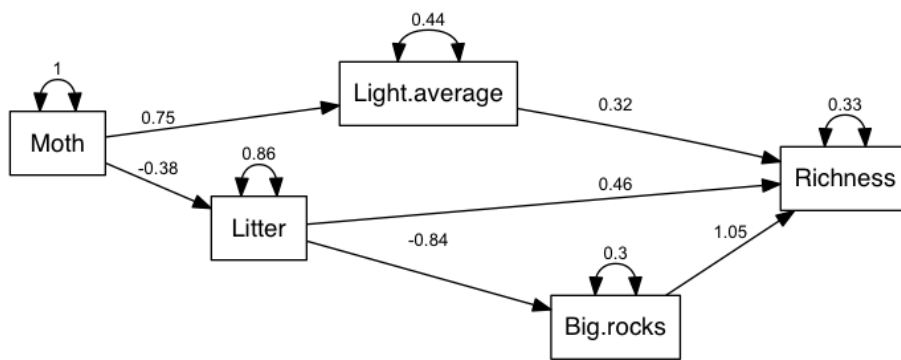 0.44
1
Light.average
0.32
0.33
0.75
Moth
-0.38
0.86
Richness
0.46
Litter
-0.84
1.05
0.3
Big.rocks